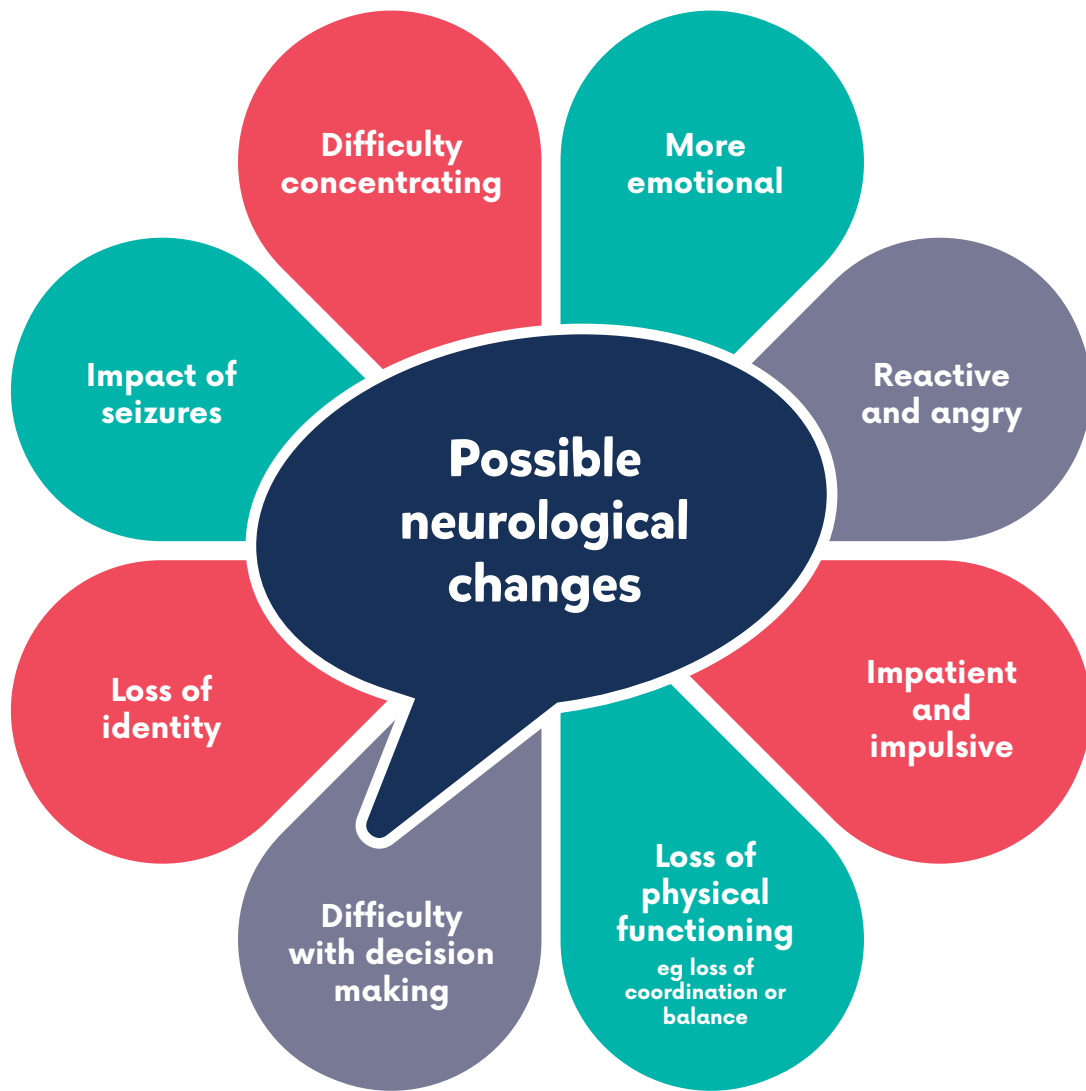 Difficulty
concentrating
More
emotional
Impact of
seizures
Reactive
and angry
Possible
neurological
changes
Loss of
identity
Impatient
and
impulsive
Difficulty
with decision
making
Loss of
physical
functioning
eg loss of
coordination or
balance